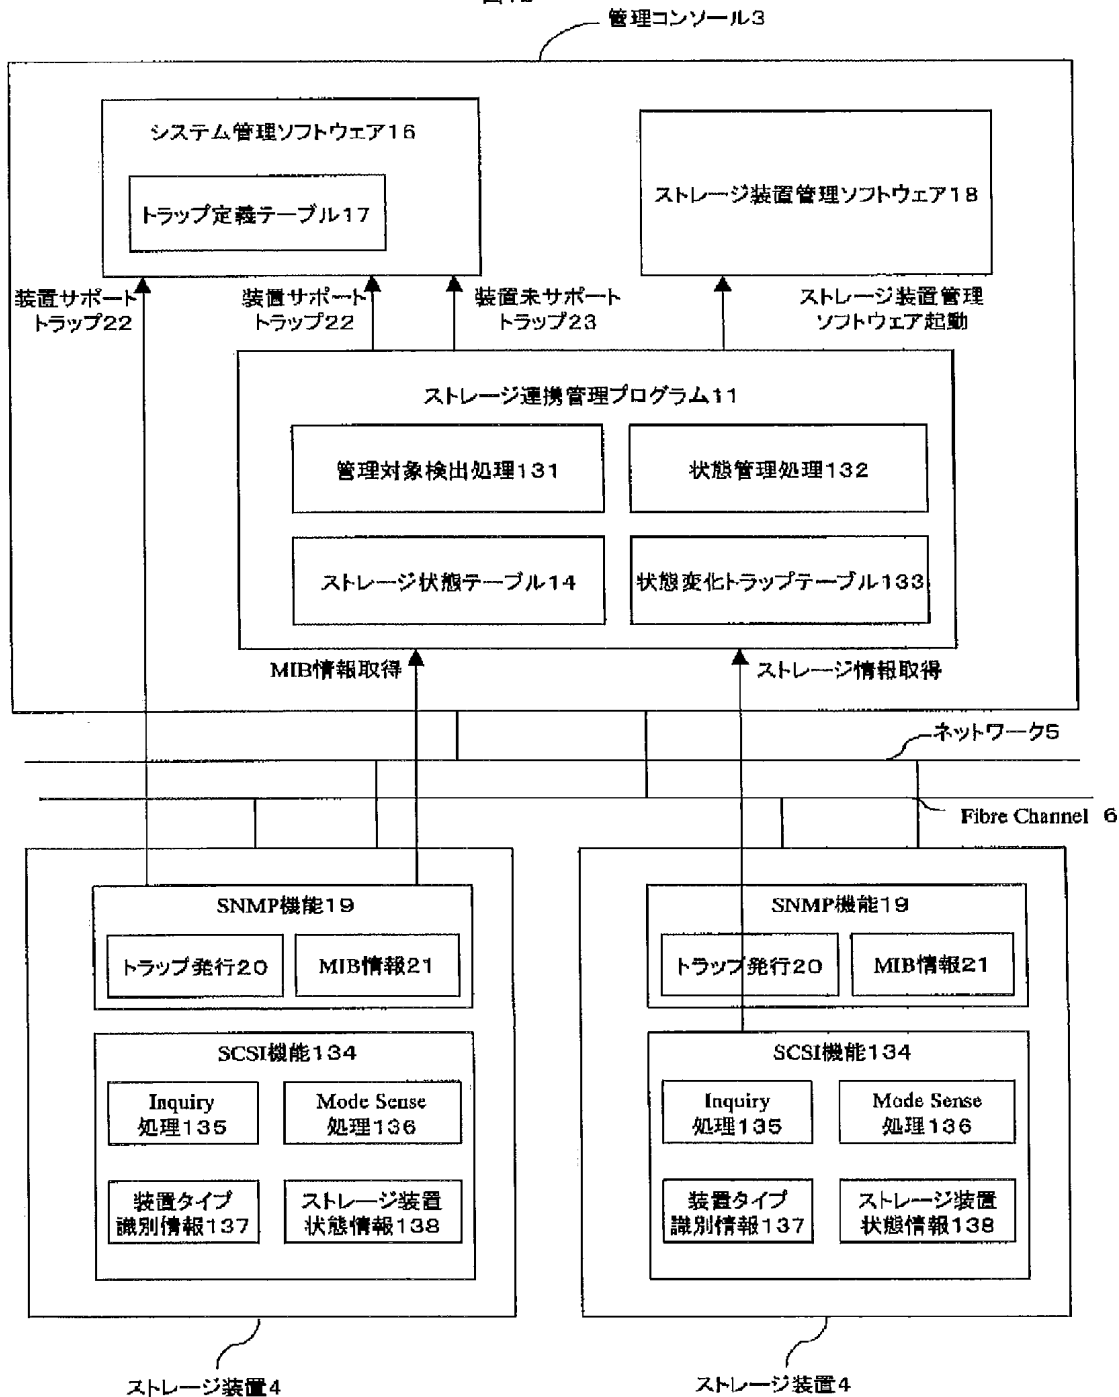 管理コンソール3
システム管理ソフトウェア16
トラップ定義テーブル17
ストレージ装置管理ソフトウェア18
装置サポート
トラップ22
装置サポート
トラップ22
装置未サポート
トラップ23
ストレージ装置管理
ソフトウェア起動
ストレージ連携管理プログラム11
管理対象検出処理131
状態管理処理132
ストレージ状態テーブル14
状態変化トラップテーブル133
MIB情報取得
ストレージ情報取得
ネットワーク5
Fibre Channel 6
SNMP機能19
トラップ発行20
MIB情報21
SCSI機能134
Inquiry
処理135
Mode Sense
処理136
装置タイプ
識別情報137
ストレージ装置
状態情報138
ストレージ装置4
SNMP機能19
トラップ発行20
MIB情報21
SCSI機能134
Inquiry
処理135
Mode Sense
処理136
装置タイプ
識別情報137
ストレージ装置
状態情報138
ストレージ装置4